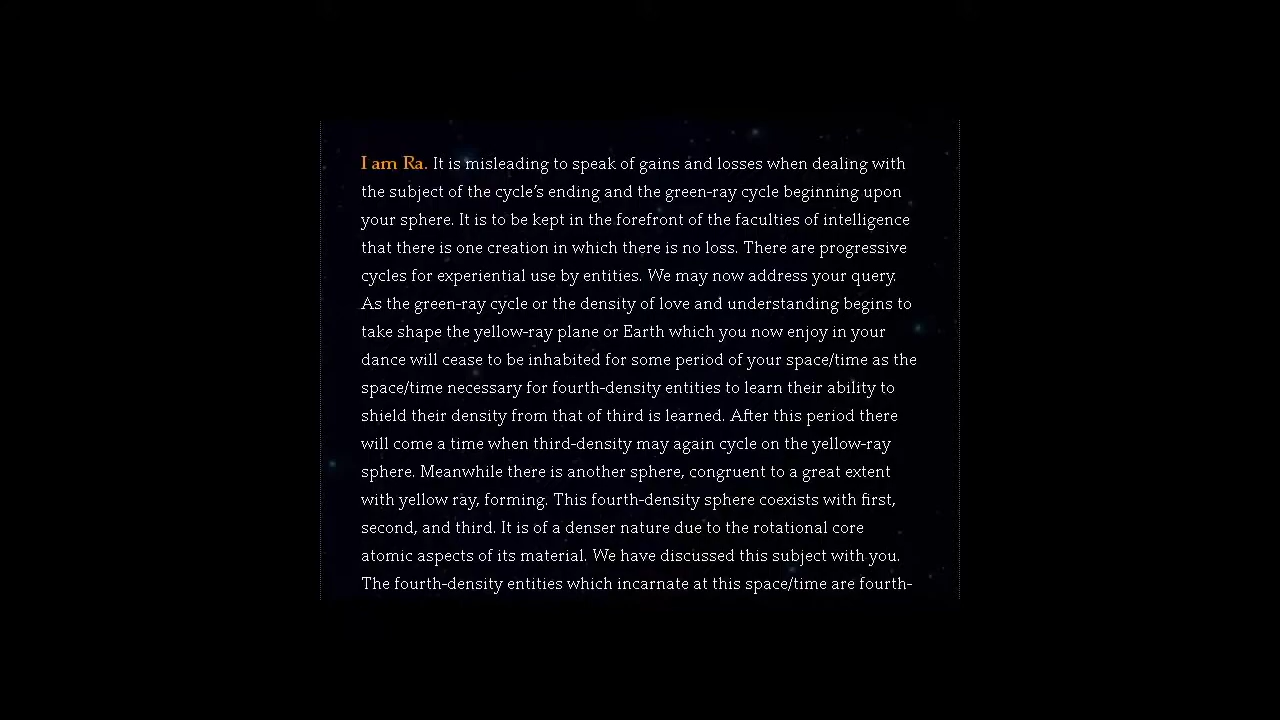 I am Ra. It is misleading to speak of gains and losses when dealing with
the subject of the cycle's ending and the green-ray cycle beginning upon
your sphere. It is to be kept in the forefront of the faculties of intelligence
that there is one creation in which there is no loss. There are progressive
cycles for experiential use by entities. We may now address your query.
As the green-ray cycle or the density of love and understanding begins to
take shape the yellow-ray plane or Earth which you now enjoy in your
dance will cease to be inhabited for some period of your space/time as the
space/time necessary for fourth-density entities to learn their ability to
shield their density from that of third is learned. After this period there
will come a time when third-density may again cycle on the yellow-ray
sphere. Meanwhile there is another sphere, congruent to a great extent
with yellow ray, forming. This fourth-density sphere coexists with first,
second, and third. It is of a denser nature due to the rotational core
atomic aspects of its material. We have discussed this subject with you.
The fourth-density entities which incarnate at this space/time are fourth-